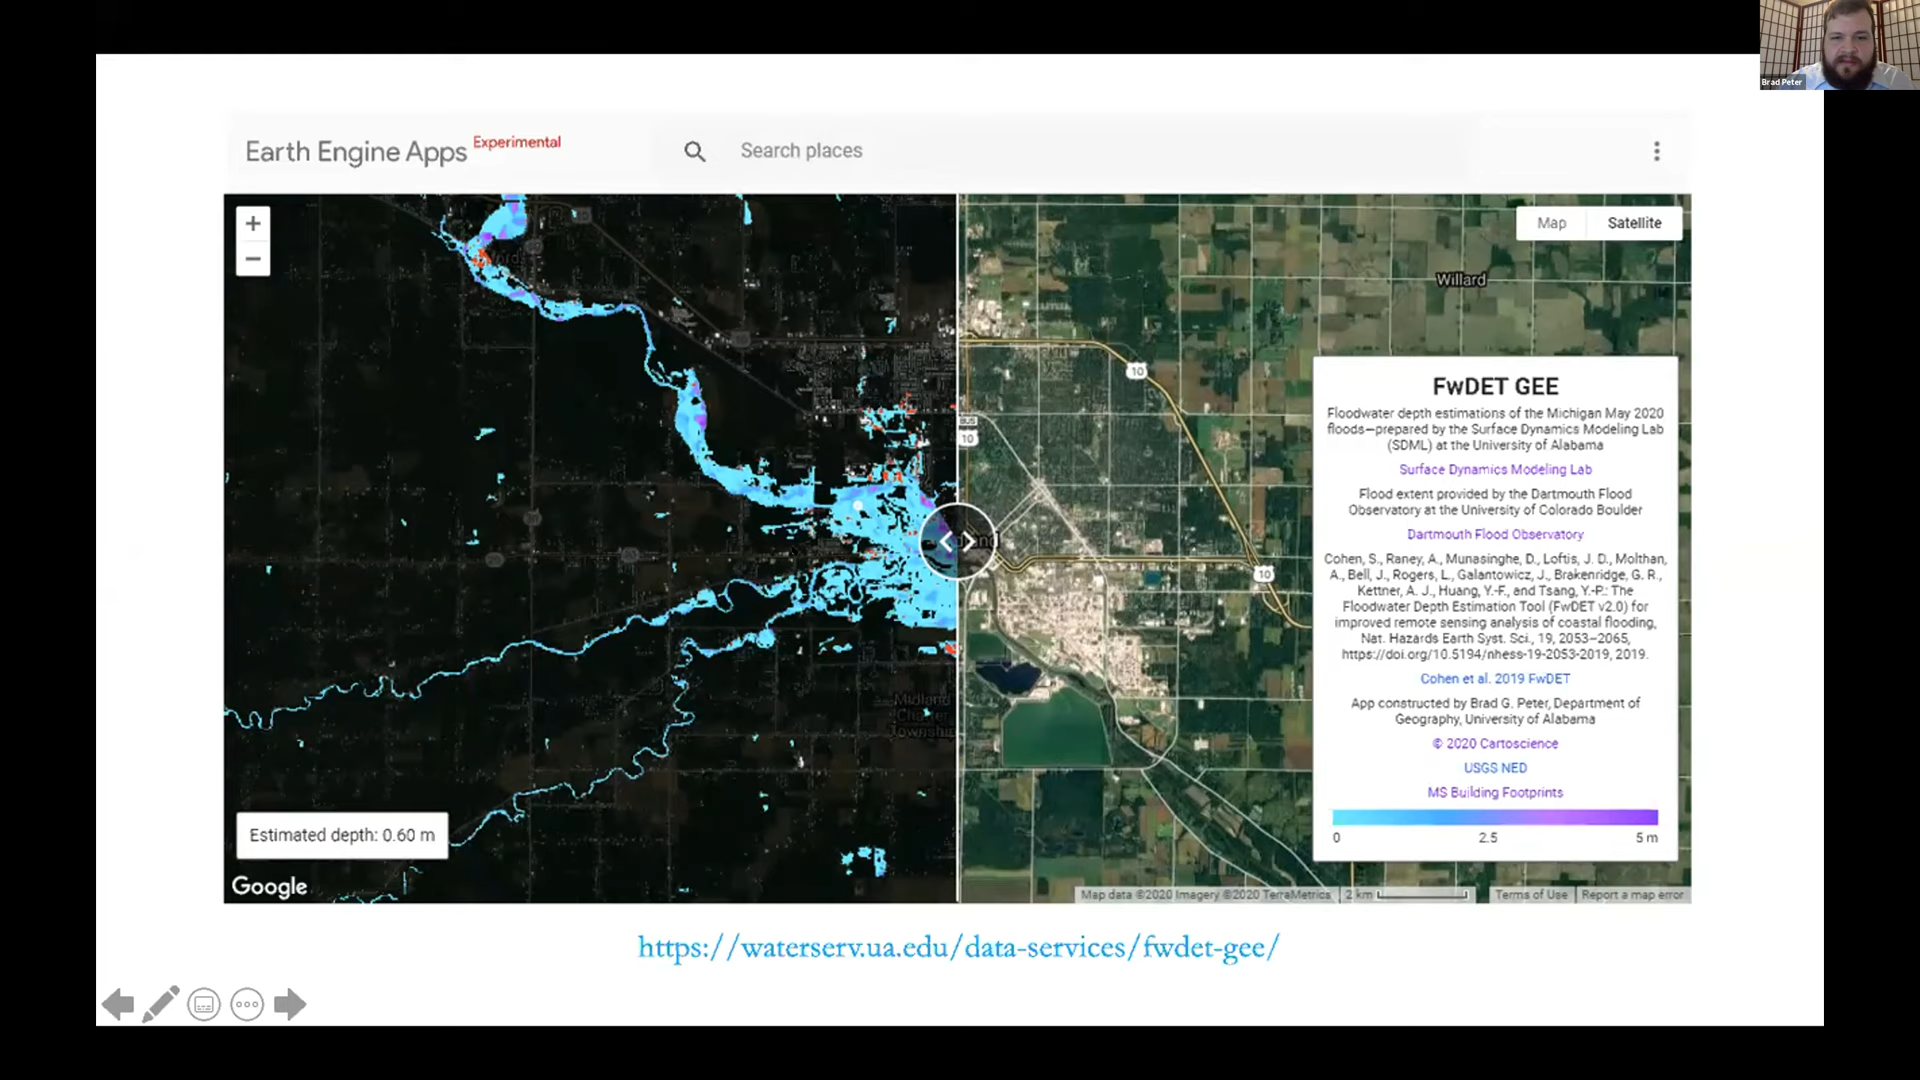 Brad Peter
Earth Engine Apps Experimental
Search places
+
−
Map
Satellite
Willard
10
BUS
10
10
FwDET GEE
Floodwater depth estimations of the Michigan May 2020
floods—prepared by the Surface Dynamics Modeling Lab
(SDML) at the University of Alabama
Surface Dynamics Modeling Lab
Flood extent provided by the Dartmouth Flood
Observatory at the University of Colorado Boulder
Dartmouth Flood Observatory
Cohen, S., Raney, A., Munasinghe, D., Loftis, J. D., Molthan,
A., Bell, J., Rogers, L., Galantowicz, J., Brakenridge, G. R.,
Kettner, A. J., Huang, Y.-F., and Tsang, Y.-P.: The
Floodwater Depth Estimation Tool (FwDET v2.0) for
improved remote sensing analysis of coastal flooding,
Nat. Hazards Earth Syst. Sci., 19, 2053–2065,
https://doi.org/10.5194/nhess-19-2053-2019, 2019.
Cohen et al. 2019 FwDET
App constructed by Brad G. Peter, Department of
Geography, University of Alabama
© 2020 Cartoscience
USGS NED
MS Building Footprints
0 2.5 5 m
Midland
Charter
Township
Estimated depth: 0.60 m
Google
Map data ©2020 Imagery ©2020 TerraMetrics
2 km
Terms of Use
Report a map error
https://waterserv.ua.edu/data-services/fwdet-gee/